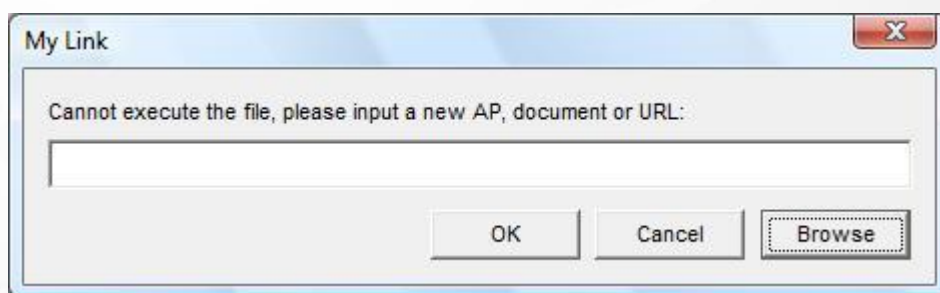 My Link
Cannot execute the file, please input a new AP, document or URL:
OK Cancel Browse